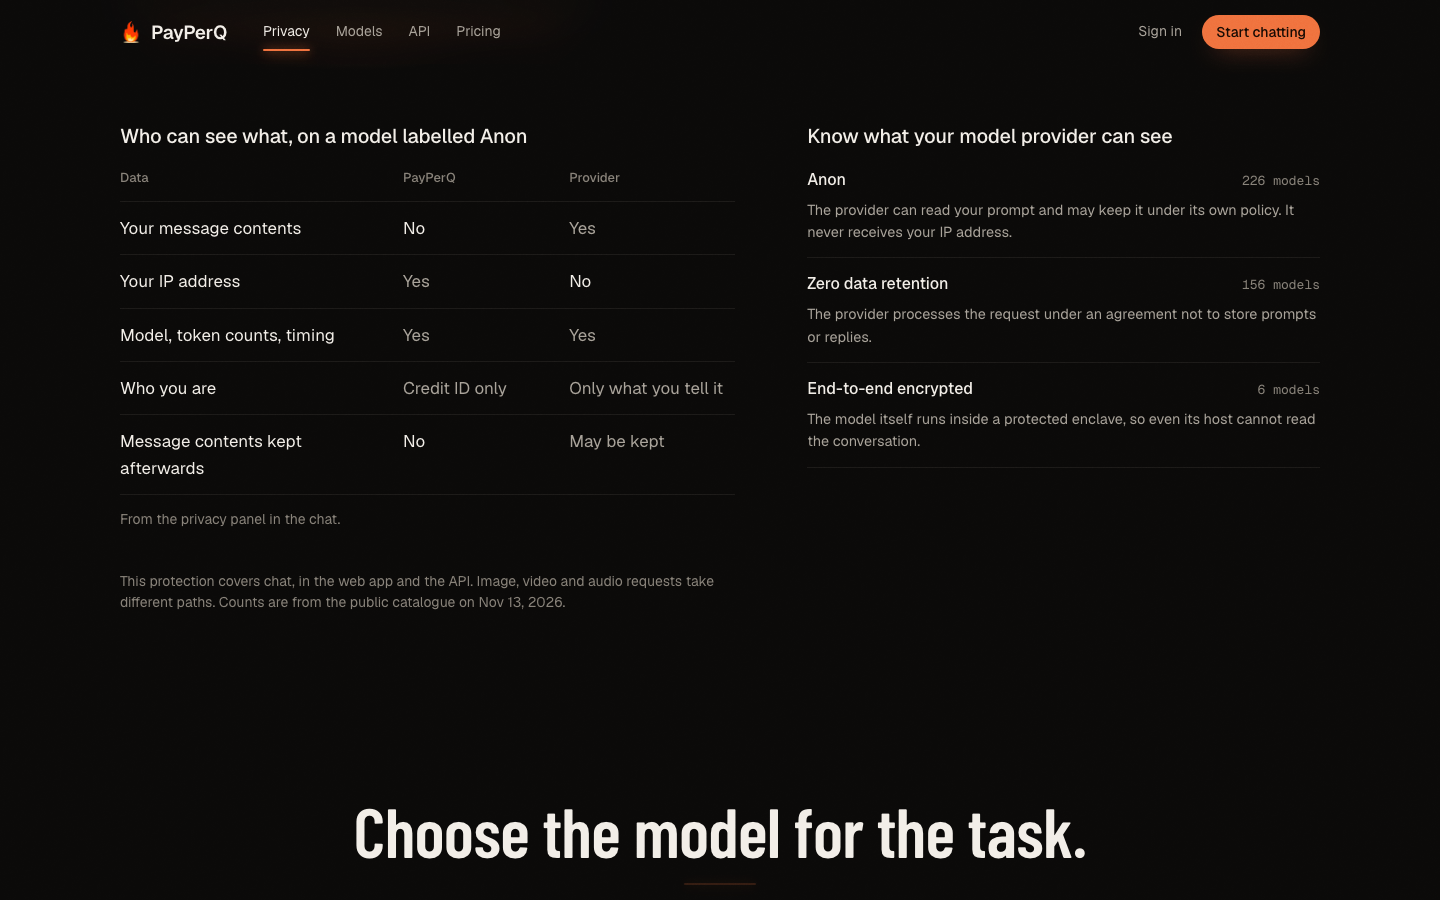 PayPerQ
Privacy
Models
API
Pricing
Sign in
Start chatting
Who can see what, on a model labelled Anon
Data PayPerQ Provider
Your message contents No Yes
Your IP address Yes No
Model, token counts, timing Yes Yes
Who you are Credit ID only Only what you tell it
Message contents kept No May be kept
afterwards
From the privacy panel in the chat.
This protection covers chat, in the web app and the API. Image, video and audio requests take
different paths. Counts are from the public catalogue on Nov 13, 2026.
Know what your model provider can see
Anon 226 models
The provider can read your prompt and may keep it under its own policy. It
never receives your IP address.
Zero data retention 156 models
The provider processes the request under an agreement not to store prompts
or replies.
End-to-end encrypted 6 models
The model itself runs inside a protected enclave, so even its host cannot read
the conversation.
Choose the model for the task.